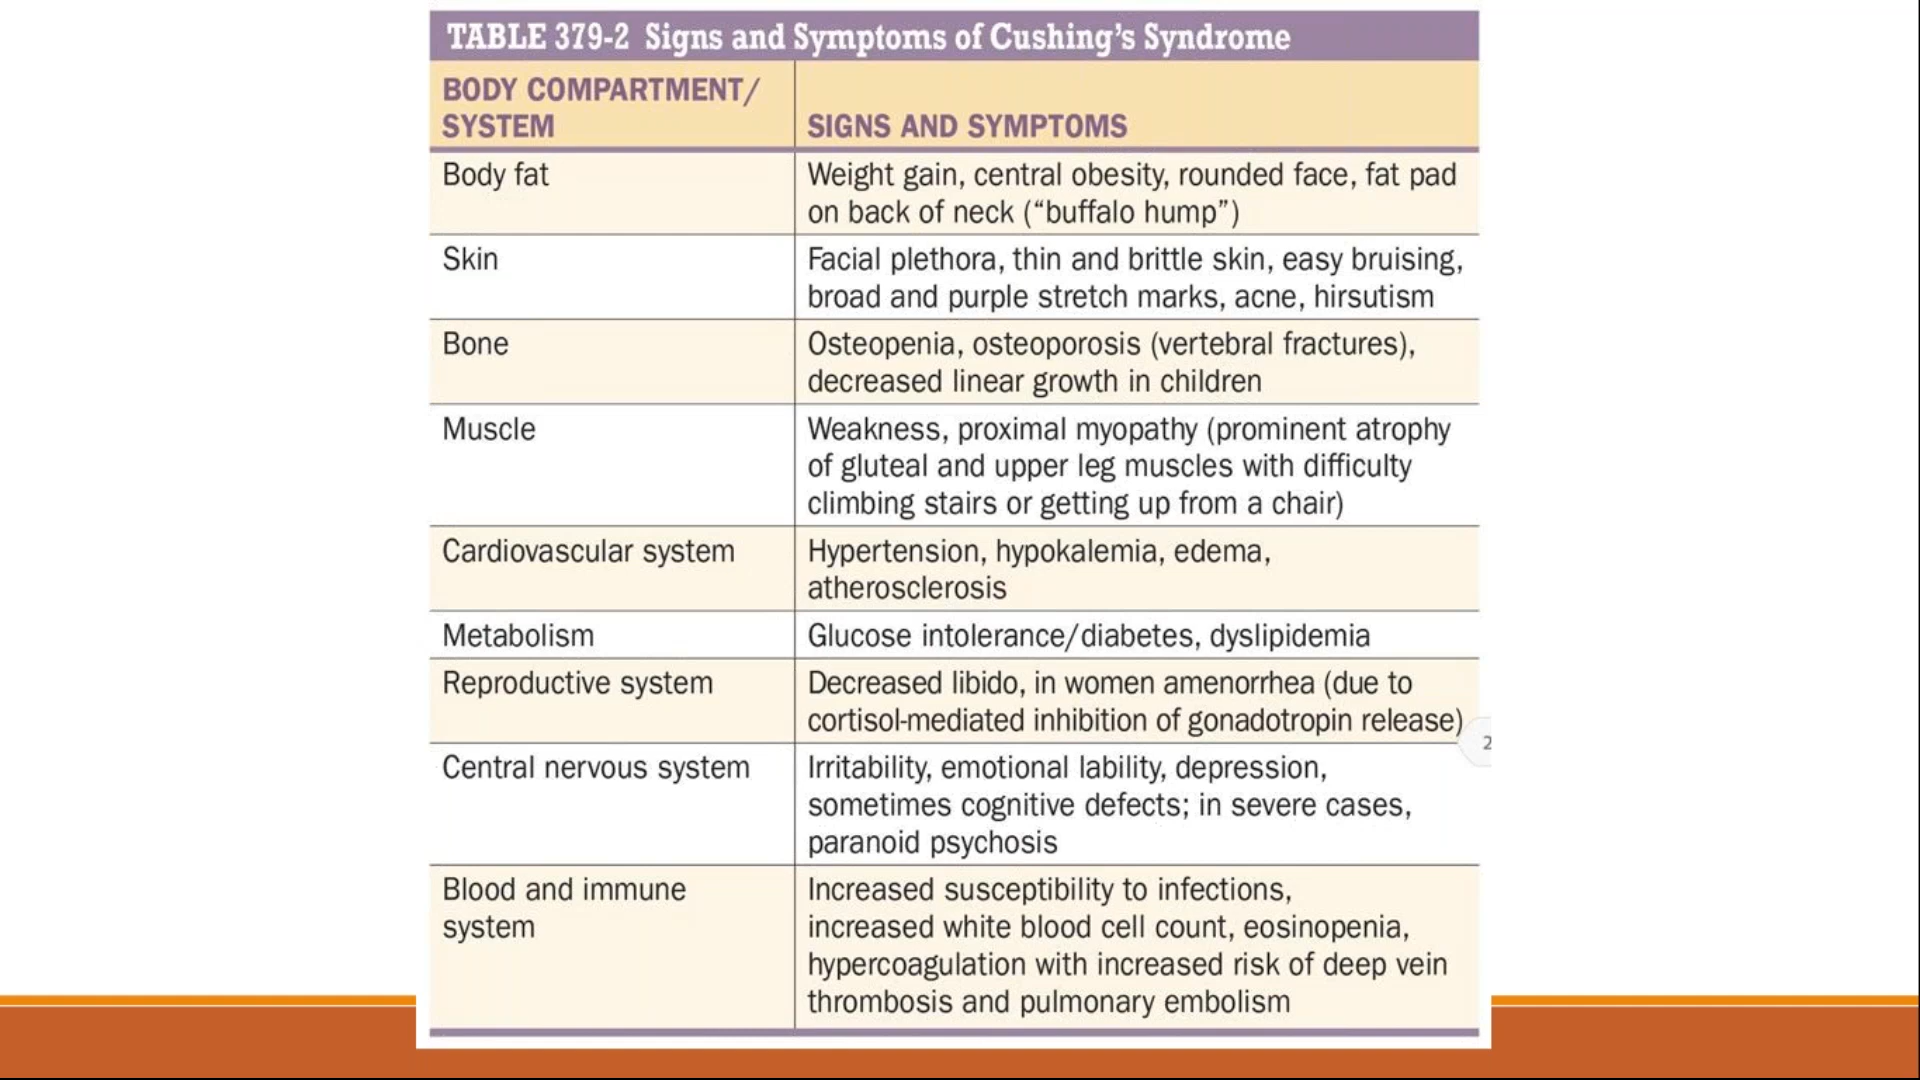 TABLE 379-2 Signs and Symptoms of Cushing's Syndrome
BODY COMPARTMENT/
SYSTEM
SIGNS AND SYMPTOMS
Body fat
Weight gain, central obesity, rounded face, fat pad
on back of neck (“buffalo hump”)
Skin
Facial plethora, thin and brittle skin, easy bruising,
broad and purple stretch marks, acne, hirsutism
Bone
Osteopenia, osteoporosis (vertebral fractures),
decreased linear growth in children
Muscle
Weakness, proximal myopathy (prominent atrophy
of gluteal and upper leg muscles with difficulty
climbing stairs or getting up from a chair)
Cardiovascular system
Hypertension, hypokalemia, edema,
atherosclerosis
Metabolism
Glucose intolerance/diabetes, dyslipidemia
Reproductive system
Decreased libido, in women amenorrhea (due to
cortisol-mediated inhibition of gonadotropin release)
2
Central nervous system
Irritability, emotional lability, depression,
sometimes cognitive defects; in severe cases,
paranoid psychosis
Blood and immune
system
Increased susceptibility to infections,
increased white blood cell count, eosinopenia,
hypercoagulation with increased risk of deep vein
thrombosis and pulmonary embolism